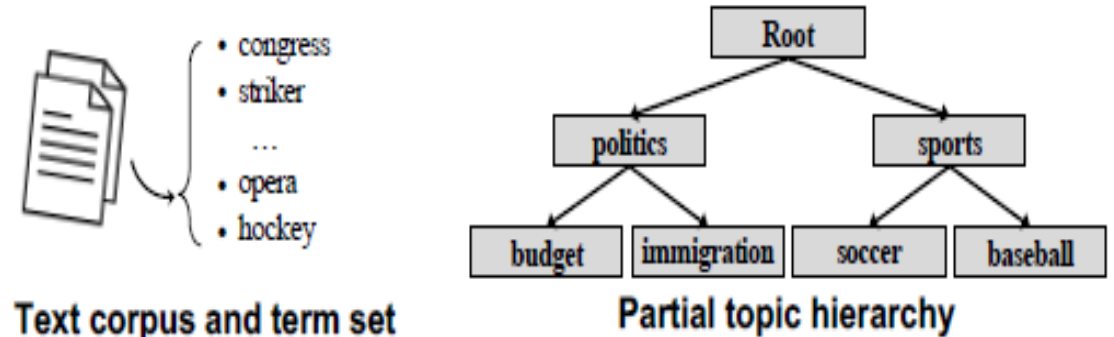 • congress
• striker
...
• opera
• hockey
Text corpus and term set
Root
politics sports
budget immigration soccer baseball
Partial topic hierarchy